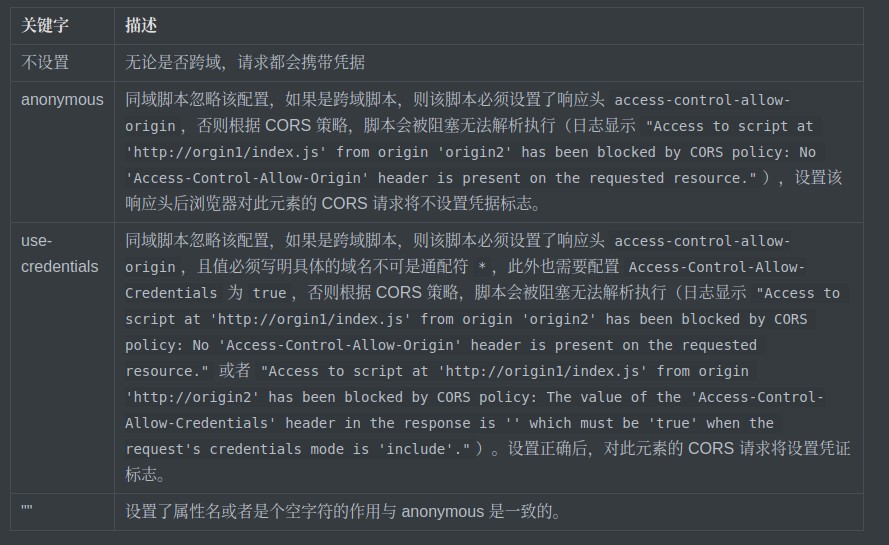 关键字 描述
不设置 无论是否跨域，请求都会携带凭据
anonymous 同域脚本忽略该配置，如果是跨域脚本，则该脚本必须设置了响应头 access-control-allow-
origin ，否则根据 CORS 策略，脚本会被阻塞无法解析执行（日志显示 "Access to script at
'http://orgin1/index.js' from origin 'origin2' has been blocked by CORS policy: No
'Access-Control-Allow-Origin' header is present on the requested resource." ），设置该
响应头后浏览器对此元素的 CORS 请求将不设置凭据标志。
use- 同域脚本忽略该配置，如果是跨域脚本，则该脚本必须设置了响应头 access-control-allow-
credentials origin ，且值必须写明具体的域名不可是通配符 * ，此外也需要配置 Access-Control-Allow-
Credentials 为 true ，否则根据 CORS 策略，脚本会被阻塞无法解析执行（日志显示 "Access to
script at 'http://orgin1/index.js' from origin 'origin2' has been blocked by CORS
policy: No 'Access-Control-Allow-Origin' header is present on the requested
resource." 或者 "Access to script at 'http://origin1/index.js' from origin
'http://origin2' has been blocked by CORS policy: The value of the 'Access-Control-
Allow-Credentials' header in the response is '' which must be 'true' when the
request's credentials mode is 'include'." ）。设置正确后，对此元素的 CORS 请求将设置凭证
标志。
"" 设置了属性名或者是个空字符的作用与 anonymous 是一致的。